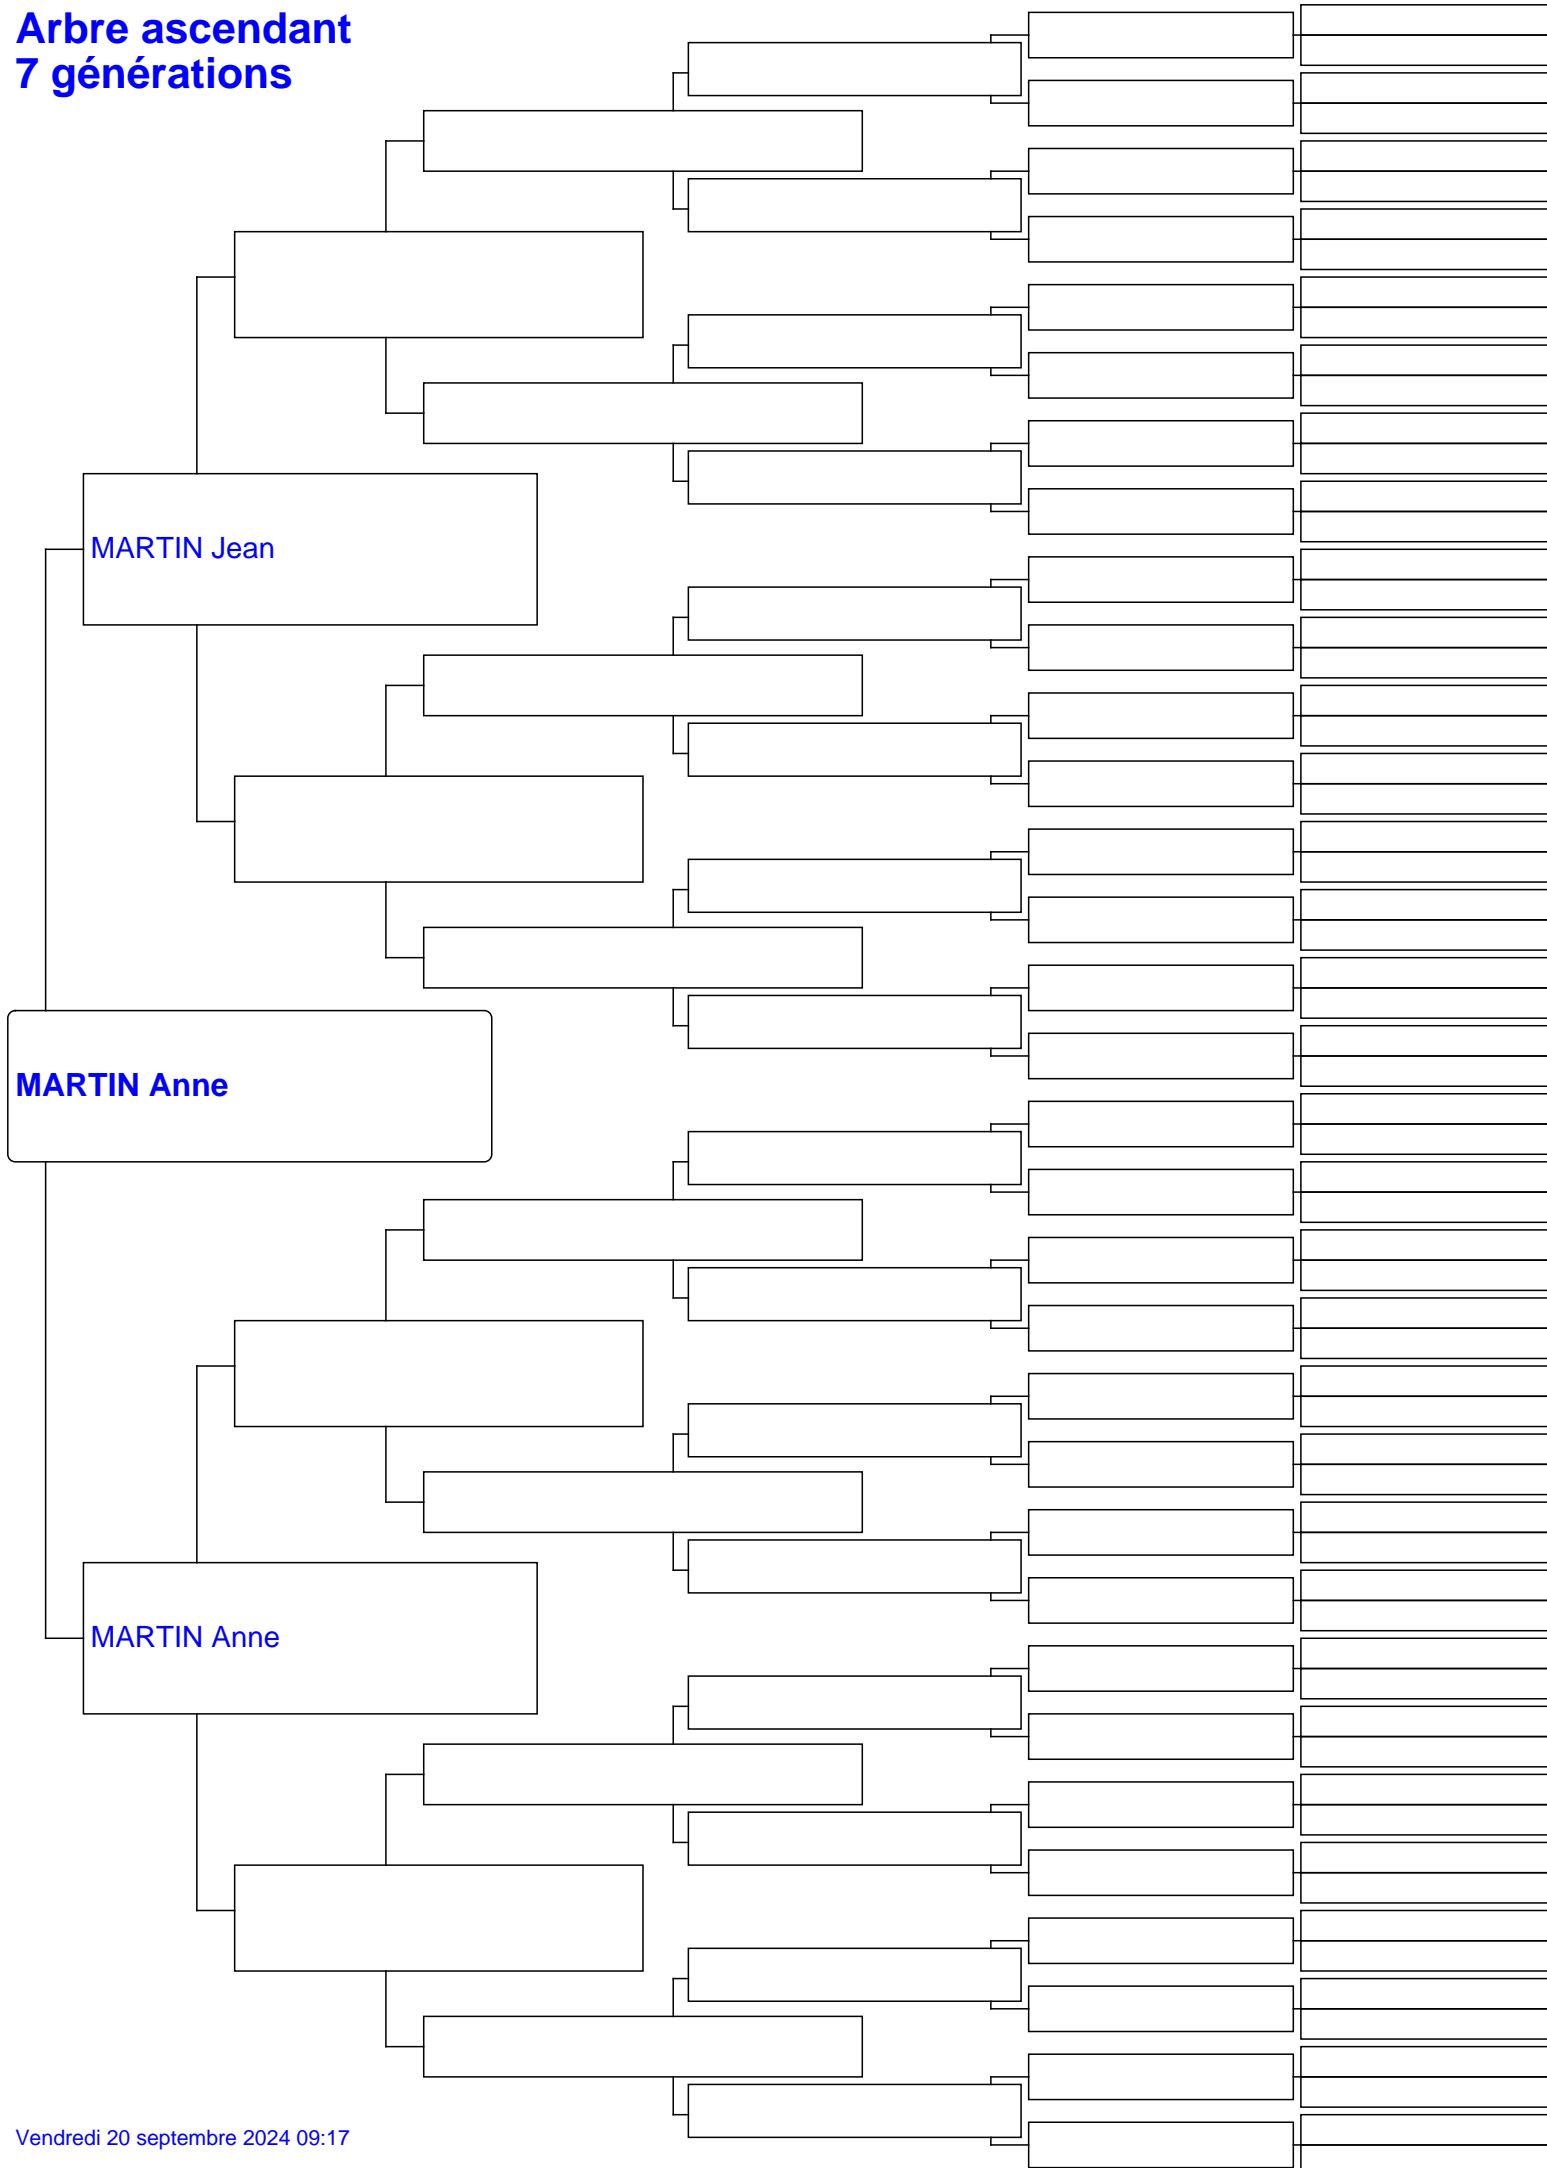 Arbre ascendant
7 générations
MARTIN Jean
MARTIN Anne
MARTIN Anne
Vendredi 20 septembre 2024 09:17